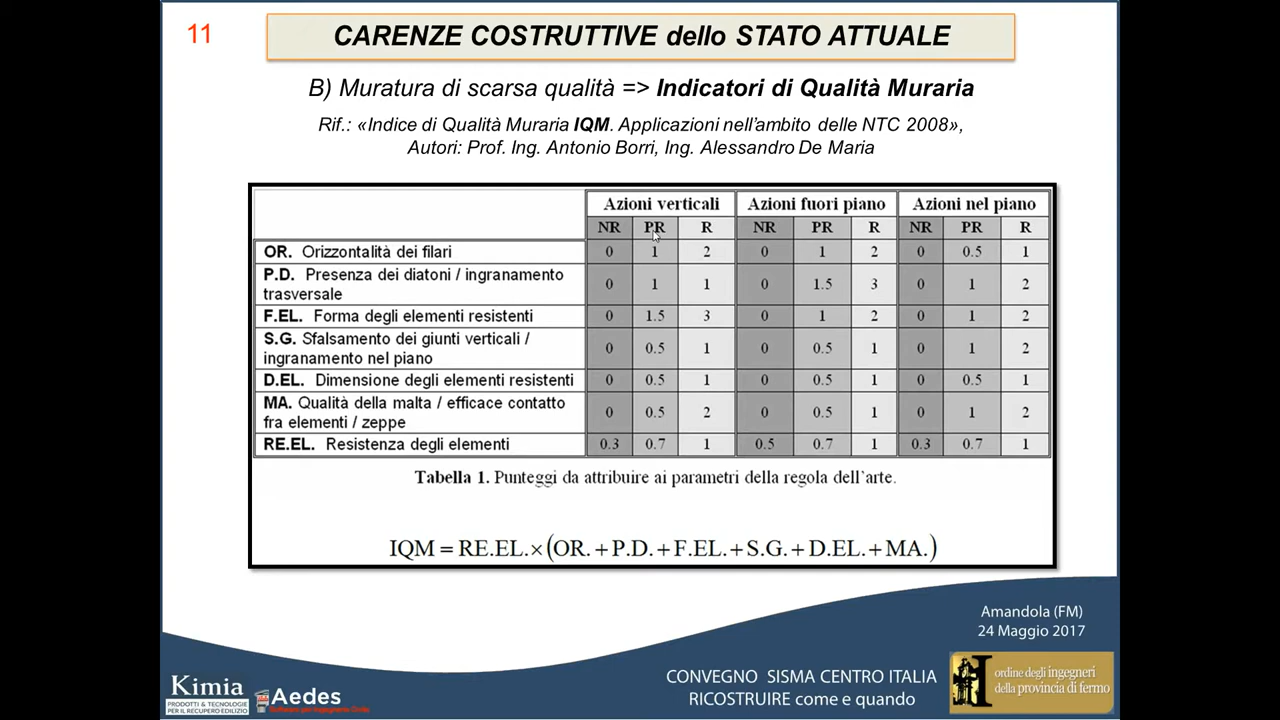 11
CARENZE COSTRUTTIVE dello STATO ATTUALE
B) Muratura di scarsa qualità => Indicatori di Qualità Muraria
Rif.: «Indice di Qualità Muraria IQM. Applicazioni nell'ambito delle NTC 2008»,
Autori: Prof. Ing. Antonio Borri, Ing. Alessandro De Maria
Azioni verticali Azioni fuori piano Azioni nel piano
NR PR R NR PR R NR PR R
OR. Orizzontalità dei filari 0 1 2 0 1 2 0 0.5 1
P.D. Presenza dei diatoni / ingranamento
trasversale 0 1 1 0 1.5 3 0 1 2
F.EL. Forma degli elementi resistenti 0 1.5 3 0 1 2 0 1 2
S.G. Sfalsamento dei giunti verticali /
ingranamento nel piano 0 0.5 1 0 0.5 1 0 1 2
D.EL. Dimensione degli elementi resistenti 0 0.5 1 0 0.5 1 0 0.5 1
MA. Qualità della malta / efficace contatto
fra elementi / zeppe 0 0.5 2 0 0.5 1 0 1 2
RE.EL. Resistenza degli elementi 0.3 0.7 1 0.5 0.7 1 0.3 0.7 1
Tabella 1. Punteggi da attribuire ai parametri della regola dell'arte.
IQM = RE.EL.×(OR. + P.D. + F.EL. + S.G. + D.EL. + MA.)
Amandola (FM)
24 Maggio 2017
CONVEGNO SISMA CENTRO ITALIA
RICOSTRUIRE come e quando
ordine degli ingegneri
della provincia di fermo
Kimia
PRODOTTI & TECNOLOGIE
PER IL RECUPERO EDILIZIO
Aedes
Software per Ingegneria Civile